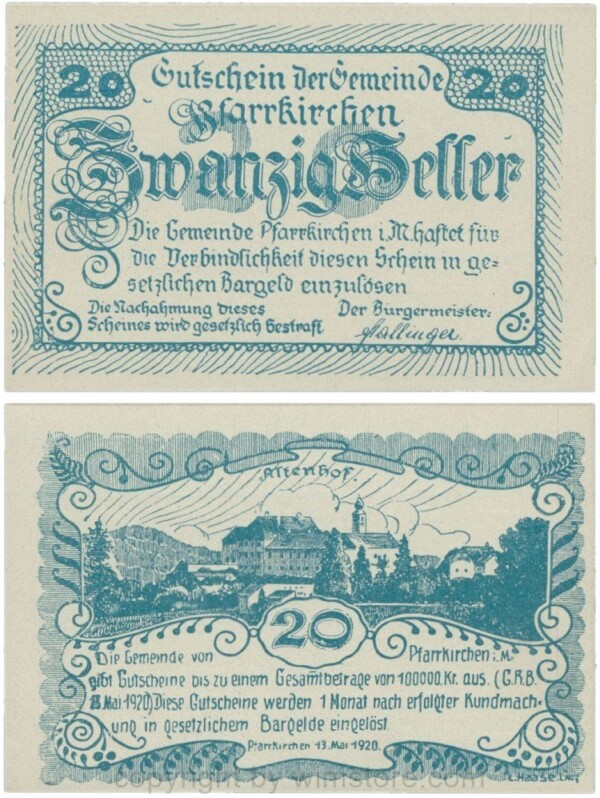 20 Gutschein der Gemeinde 20
Pfarrkirchen
Zwanzig Heller
Die Gemeinde Pfarrkirchen i.M. haftet für
die Verbindlichkeit diesen Schein in ge=
setzlichen Bargeld einzulösen
Die Nachahmung dieses
Scheines wird gesetzlich bestraft
Der Bürgermeister:
Altenhof.
20
Die Gemeinde von Pfarrkirchen i. M.
gibt Gutscheine bis zu einem Gesamtbetrage von 100000.Kr. aus. (G.R.B.
Mai 1920) Diese Gutscheine werden 1 Monat nach erfolgter Kundmach-
ung in gesetzlichem Bargelde eingelöst.
Pfarrkirchen 13. Mai 1920.
L. Haase. Linz
copyright by wimstore.com